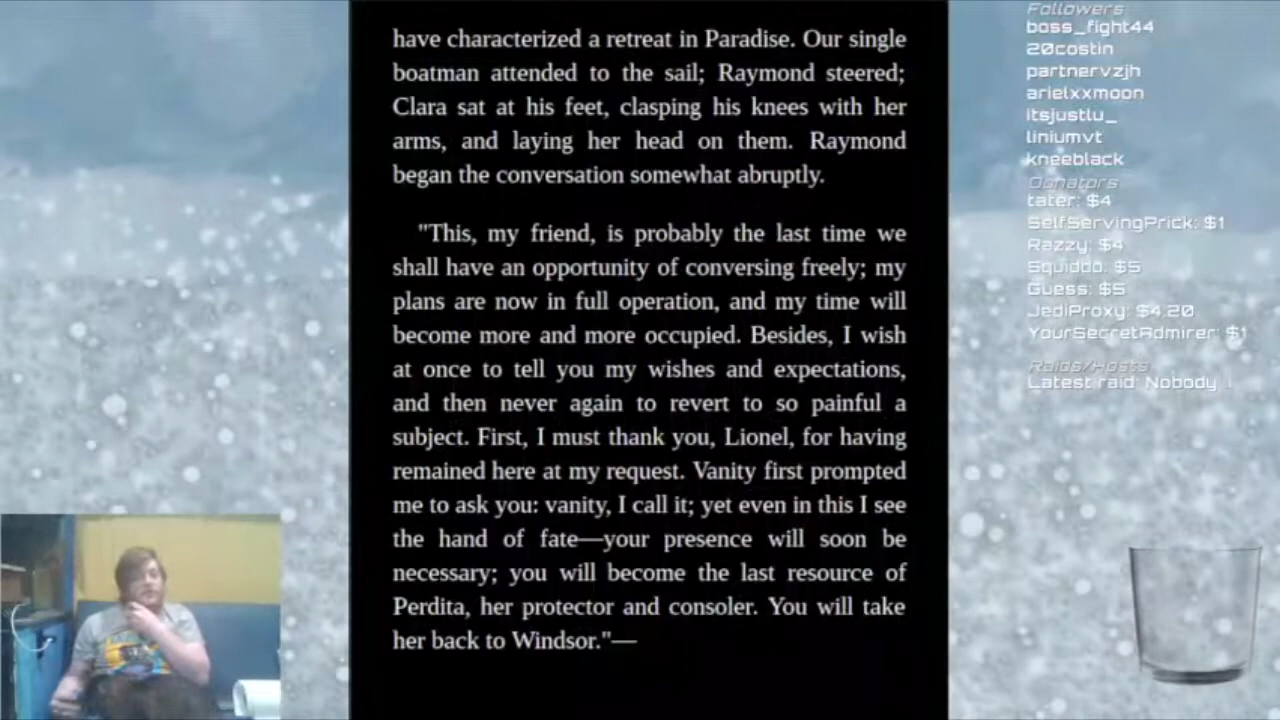 have characterized a retreat in Paradise. Our single
boatman attended to the sail; Raymond steered;
Clara sat at his feet, clasping his knees with her
arms, and laying her head on them. Raymond
began the conversation somewhat abruptly.
"This, my friend, is probably the last time we
shall have an opportunity of conversing freely; my
plans are now in full operation, and my time will
become more and more occupied. Besides, I wish
at once to tell you my wishes and expectations,
and then never again to revert to so painful a
subject. First, I must thank you, Lionel, for having
remained here at my request. Vanity first prompted
me to ask you: vanity, I call it; yet even in this I see
the hand of fate—your presence will soon be
necessary; you will become the last resource of
Perdita, her protector and consoler. You will take
her back to Windsor."—
Followers
boss_fight44
20costin
partnervzjh
arielxxmoon
itsjustlu_
liniumvt
kneeblack
Donators
tater: $4
SelfServingPrick: $1
Razzy: $4
Squiddo: $5
Guess: $5
JediProxy: $4.20
YourSecretAdmirer: $1
Raids/Hosts
Latest raid: Nobody